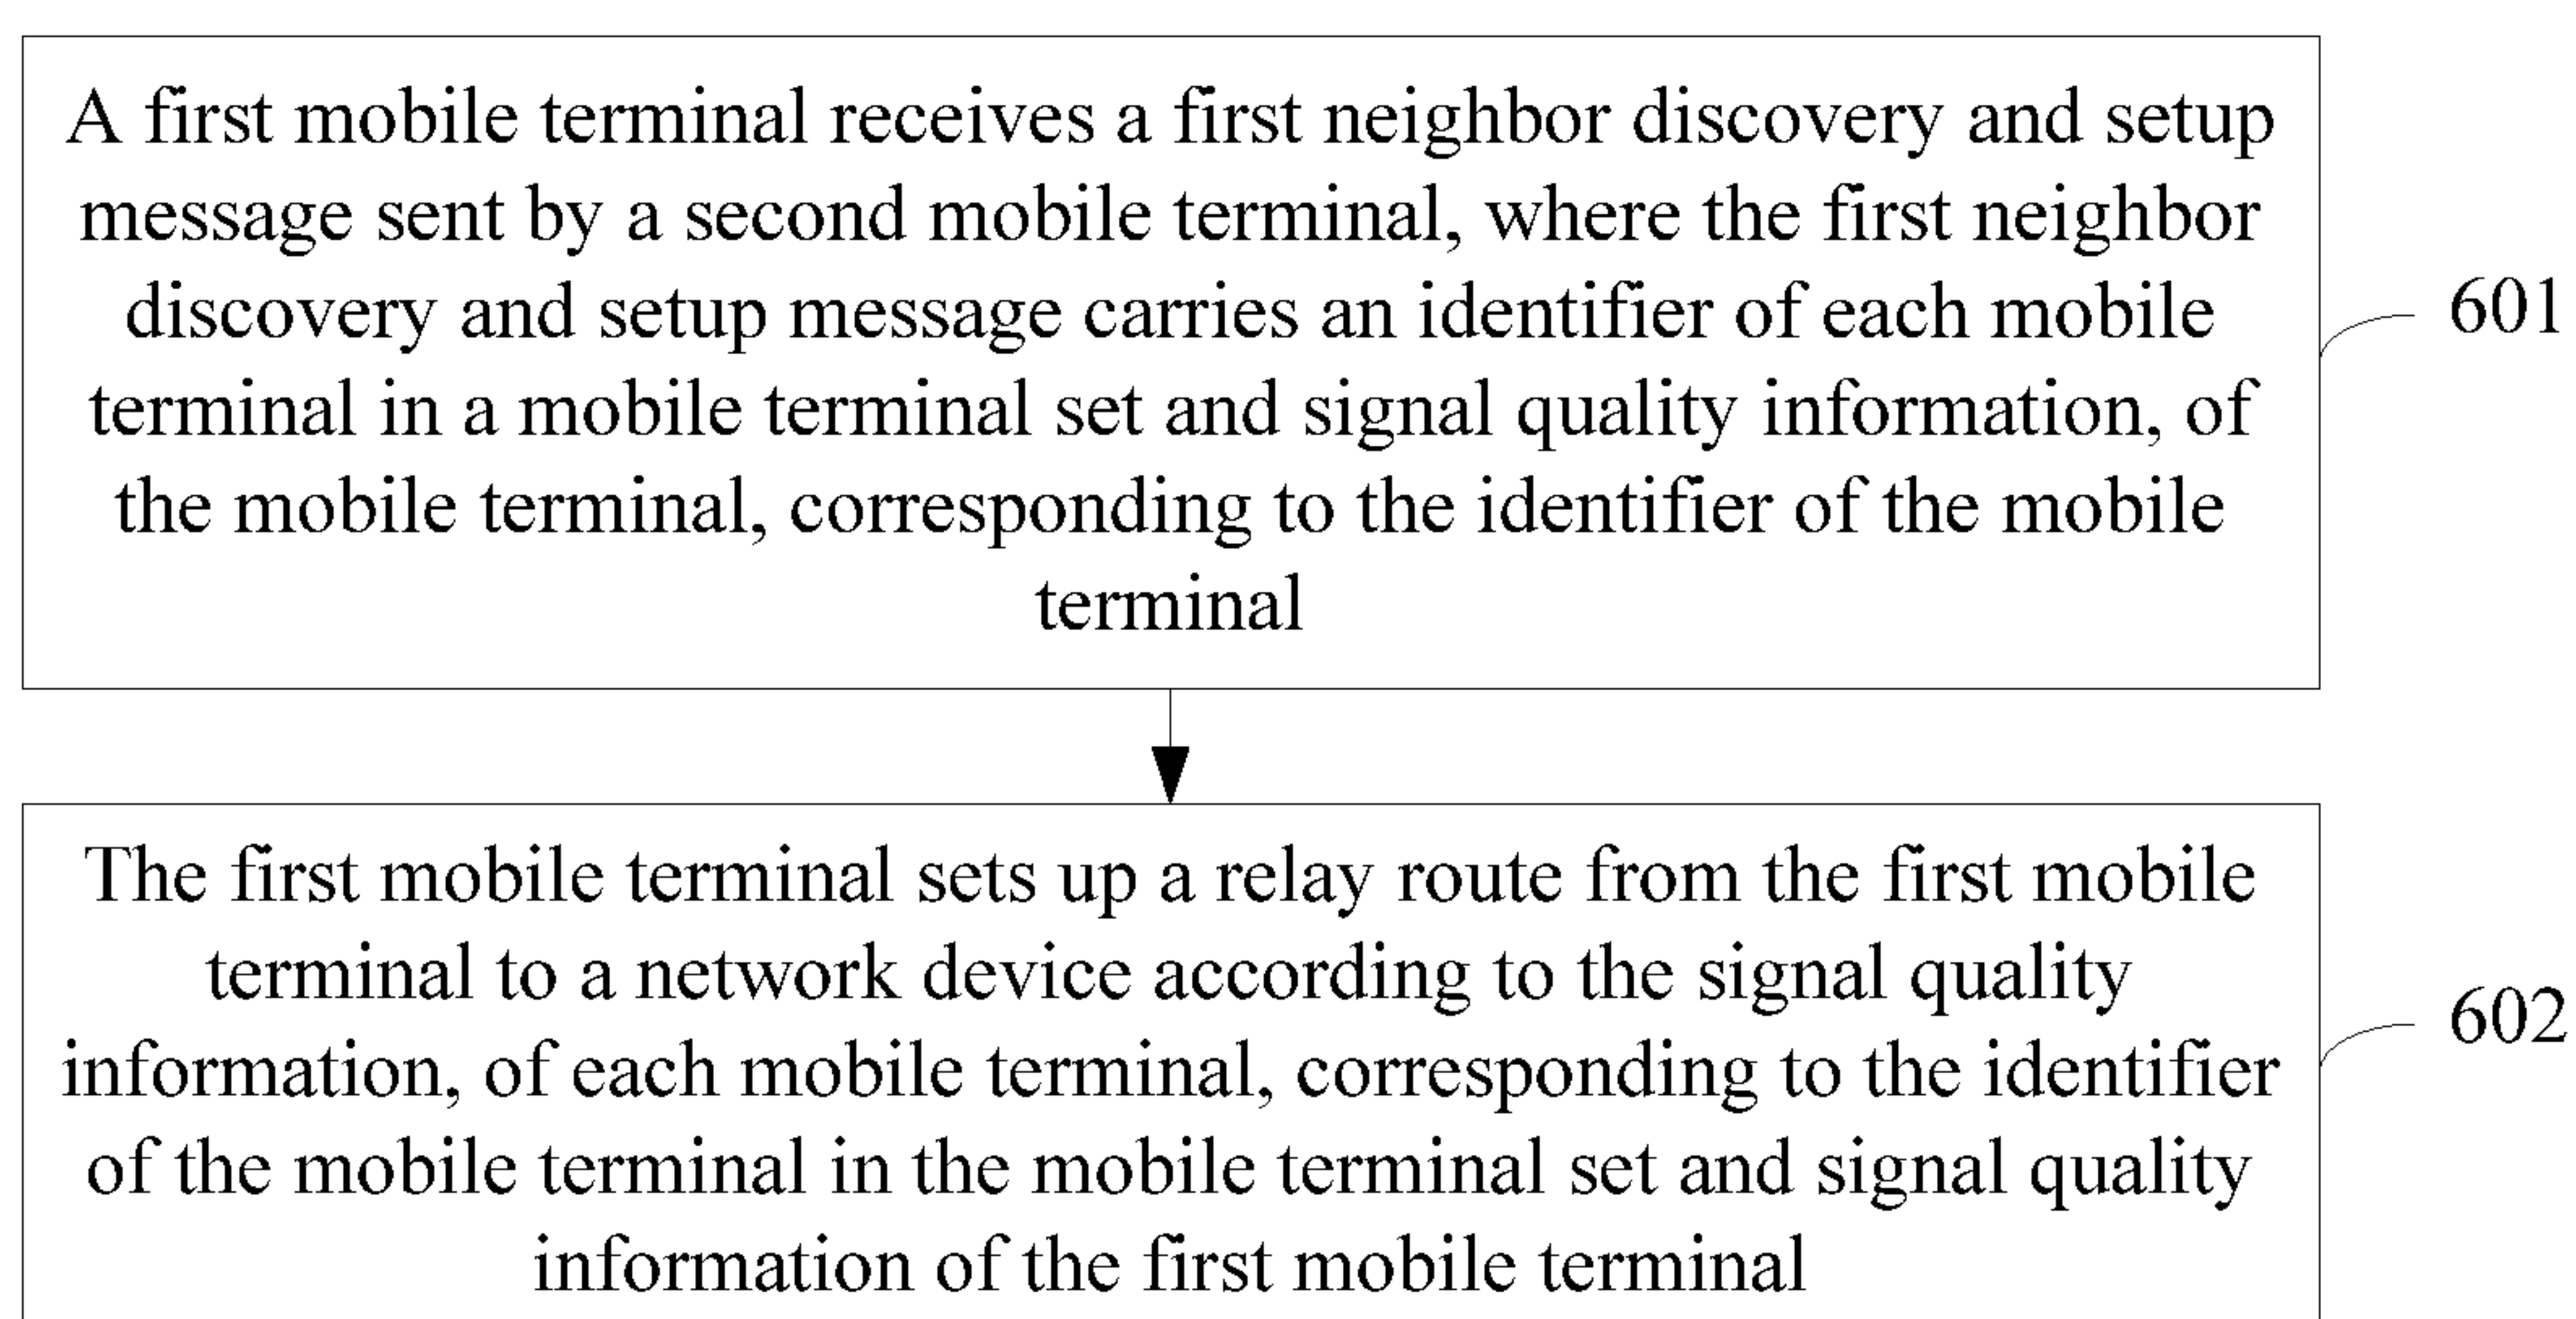 A first mobile terminal receives a first neighbor discovery and setup
message sent by a second mobile terminal, where the first neighbor
discovery and setup message carries an identifier of each mobile
terminal in a mobile terminal set and signal quality information, of
the mobile terminal, corresponding to the identifier of the mobile
terminal
601
The first mobile terminal sets up a relay route from the first mobile
terminal to a network device according to the signal quality
information, of each mobile terminal, corresponding to the identifier
of the mobile terminal in the mobile terminal set and signal quality
information of the first mobile terminal
602